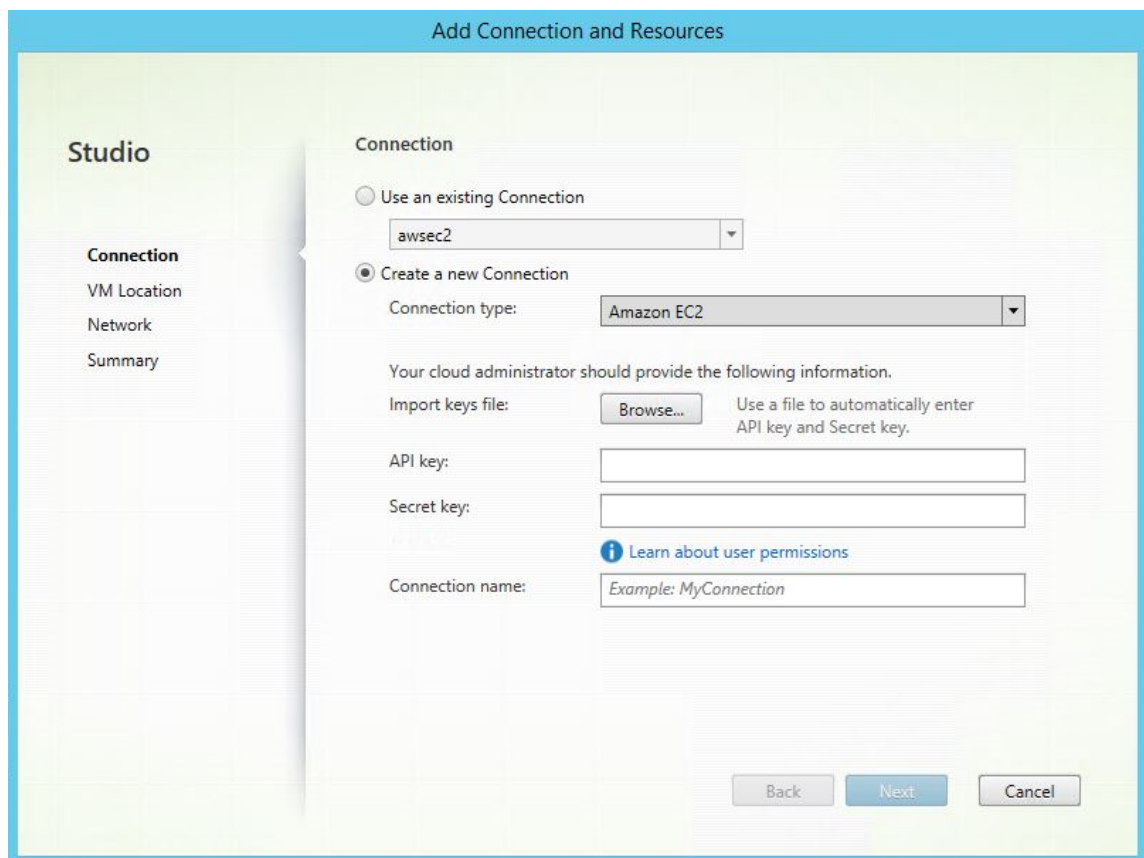 Add Connection and Resources
Studio
Connection
VM Location
Network
Summary
Connection
Use an existing Connection
awsec2
Create a new Connection
Connection type:
Amazon EC2
Your cloud administrator should provide the following information.
Import keys file:
Browse...
Use a file to automatically enter
API key and Secret key.
API key:
Secret key:
Learn about user permissions
Connection name:
Example: MyConnection
Back
Next
Cancel